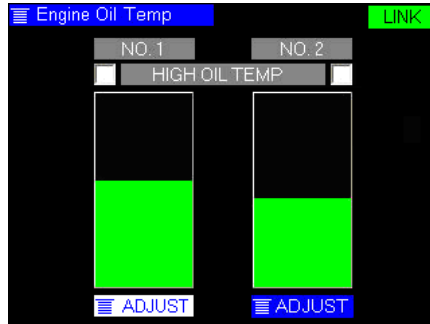 Engine Oil Temp LINK
NO. 1 NO. 2
HIGH OIL TEMP
ADJUST ADJUST